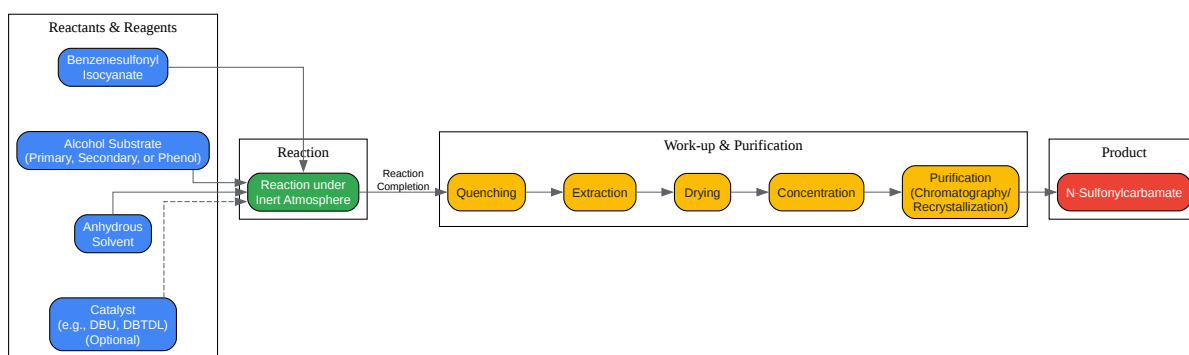 Reactants & Reagents
Benzenesulfonyl
Isocyanate
Alcohol Substrate
(Primary, Secondary, or Phenol)
Anhydrous
Solvent
Catalyst
(e.g., DBU, DBTDL)
(Optional)
Reaction
Reaction under
Inert Atmosphere
Reaction
Completion
Work-up & Purification
Quenching
Extraction
Drying
Concentration
Purification
(Chromatography/
Recrystallization)
Product
N-Sulfonylcarbamate